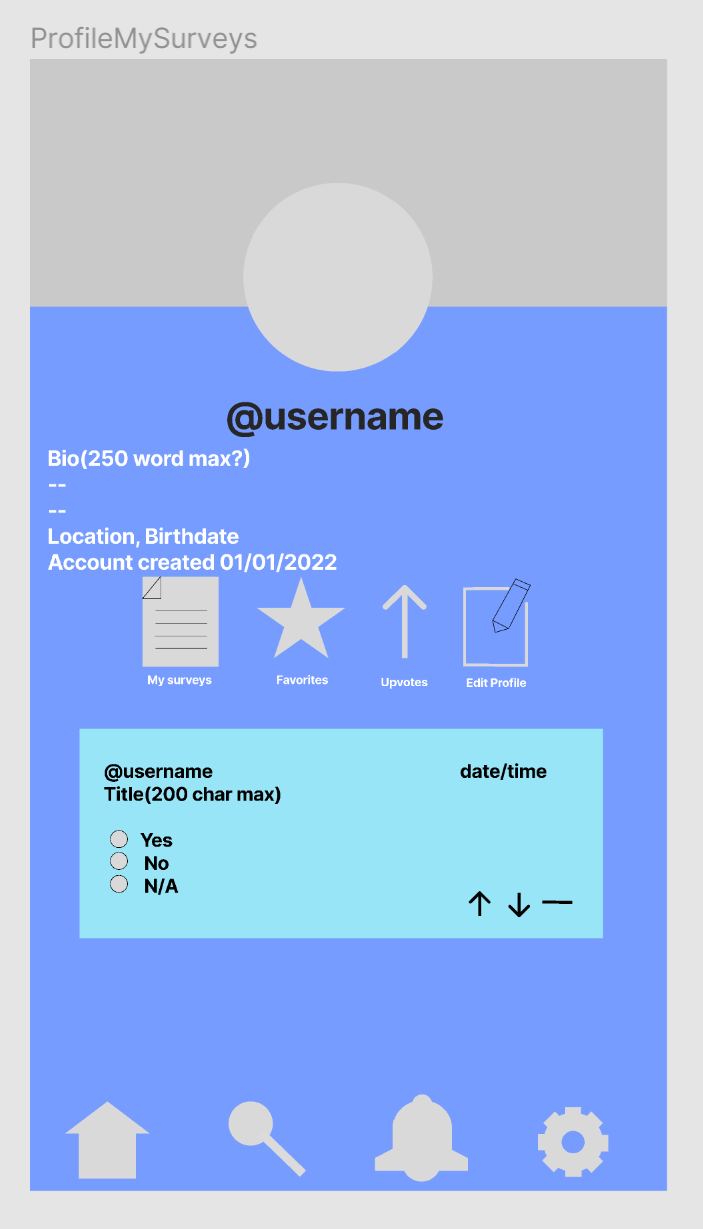 ProfileMySurveys
@username
Bio(250 word max?)
--
--
Location, Birthdate
Account created 01/01/2022
My surveys Favorites Upvotes Edit Profile
@username date/time
Title(200 char max)
Yes
No
N/A